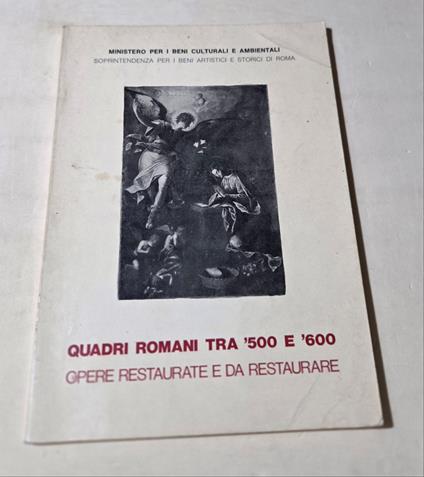 MINISTERO PER I BENI CULTURALI E AMBIENTALI
SOPRINTENDENZA PER I BENI ARTISTICI E STORICI DI ROMA
QUADRI ROMANI TRA '500 E '600
OPERE RESTAURATE E DA RESTAURARE